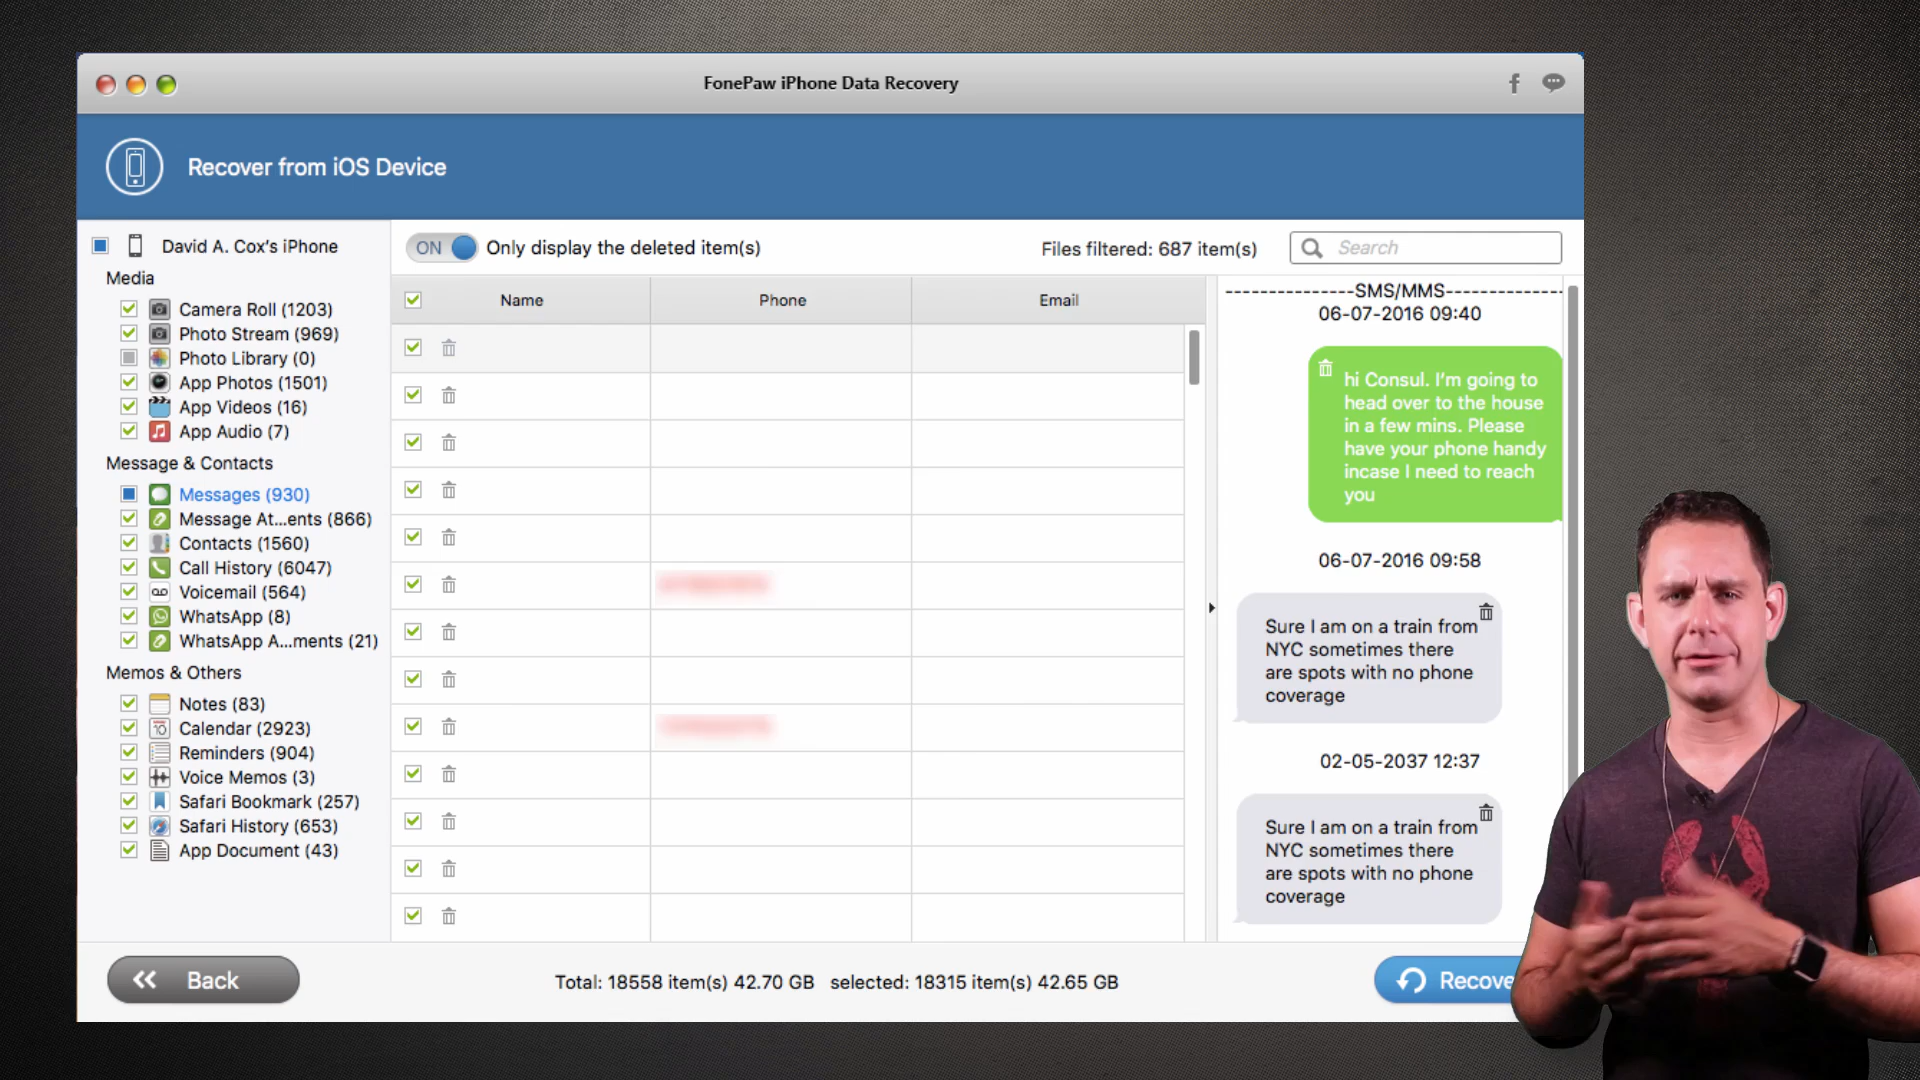 FonePaw iPhone Data Recovery
f
Recover from iOS Device
David A. Cox's iPhone
Media
Camera Roll (1203)
Photo Stream (969)
Photo Library (0)
App Photos (1501)
App Videos (16)
App Audio (7)
Message & Contacts
Messages (930)
Message At...ents (866)
Contacts (1560)
Call History (6047)
Voicemail (564)
WhatsApp (8)
WhatsApp A...ments (21)
Memos & Others
Notes (83)
Calendar (2923)
Reminders (904)
Voice Memos (3)
Safari Bookmark (257)
Safari History (653)
App Document (43)
ON Only display the deleted item(s)
Files filtered: 687 item(s)
Search
Name Phone Email
---------------SMS/MMS--------------
06-07-2016 09:40
hi Consul. I'm going to
head over to the house
in a few mins. Please
have your phone handy
incase I need to reach
you
06-07-2016 09:58
Sure I am on a train from
NYC sometimes there
are spots with no phone
coverage
02-05-2037 12:37
Sure I am on a train from
NYC sometimes there
are spots with no phone
coverage
Back
Total: 18558 item(s) 42.70 GB selected: 18315 item(s) 42.65 GB
Recove